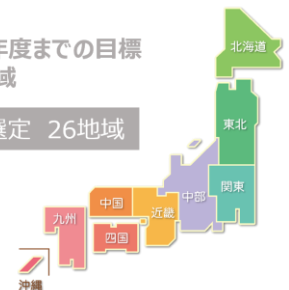 年度までの目標
域
選定 26地域
北海道
東北
関東
中部
近畿
中国
四国
九州
沖縄